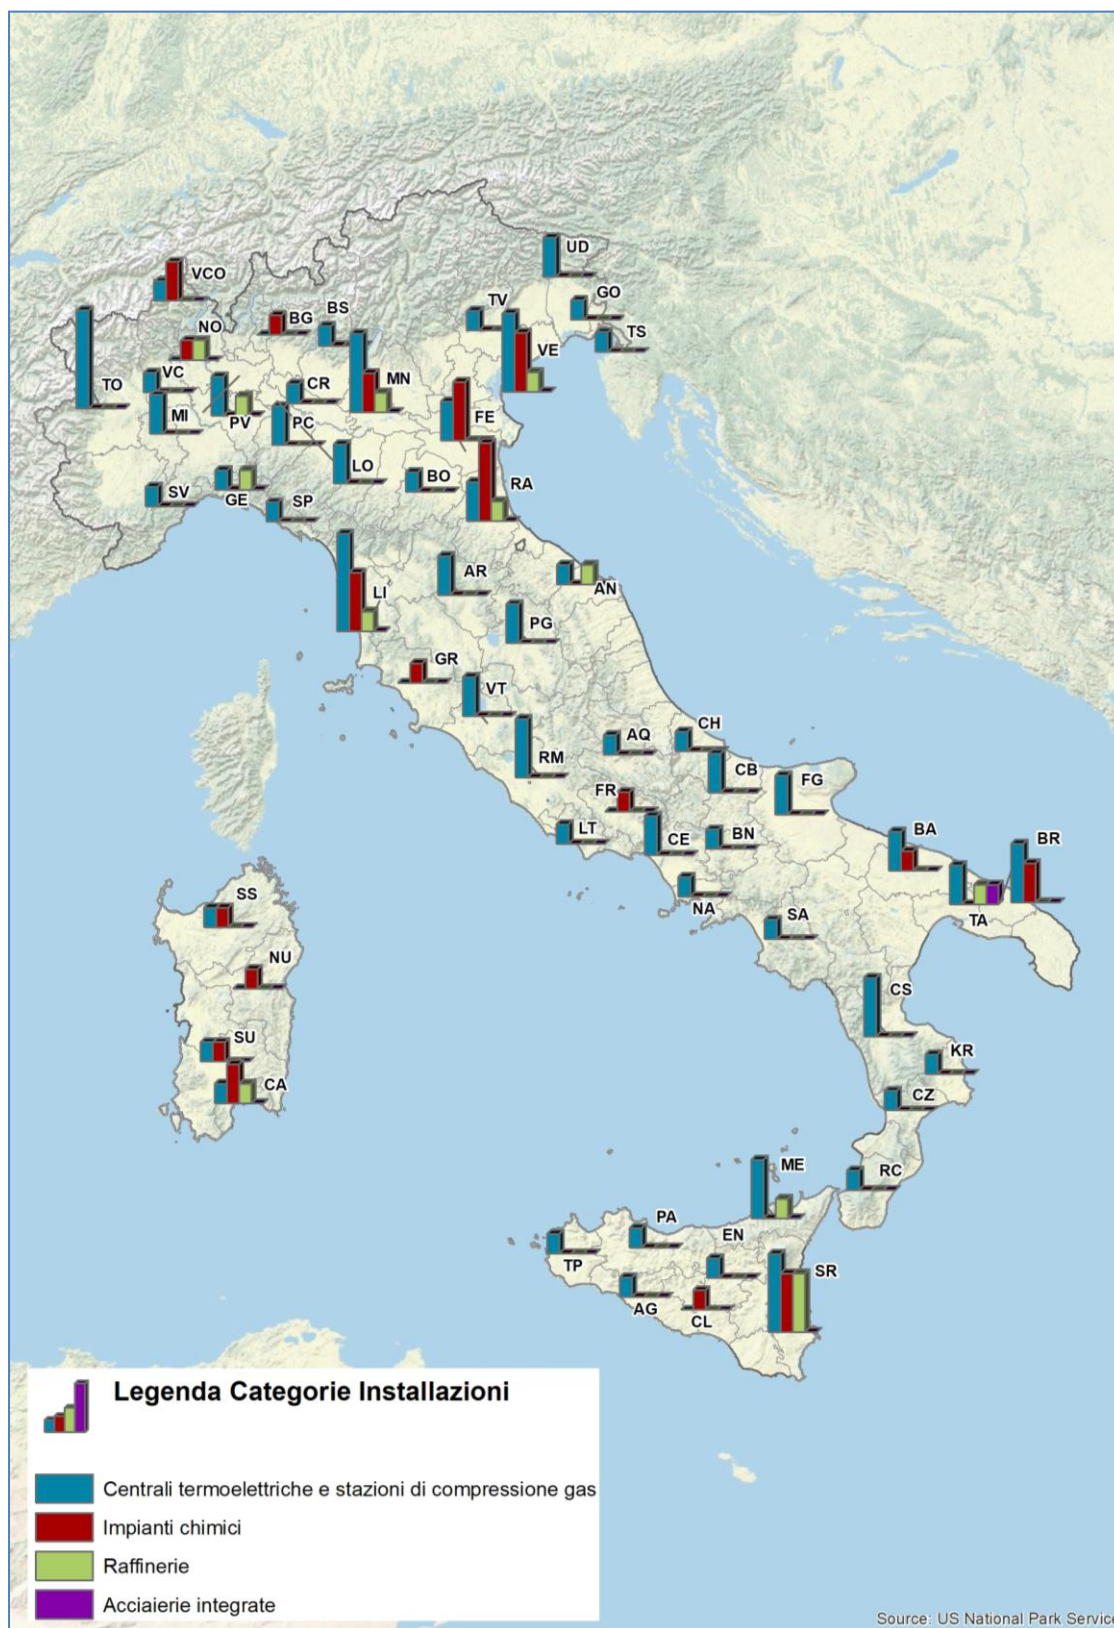 UD
VCO
GO
BS
TV
BG
TS
NO
VE
VC
CR
MN
TO
MI
PV
PC
FE
LO
BO
RA
SV
GE
SP
AR
LI
AN
PG
GR
VT
CH
AQ
RM
CB
FG
FR
LT
CE
BN
BA
BR
NA
SA
TA
SS
NU
CS
SU
KR
CA
CZ
ME
RC
PA
EN
TP
SR
AG
CL
Legenda Categorie Installazioni
Centrali termoelettriche e stazioni di compressione gas
Impianti chimici
Raffinerie
Acciaierie integrate
Source: US National Park Service